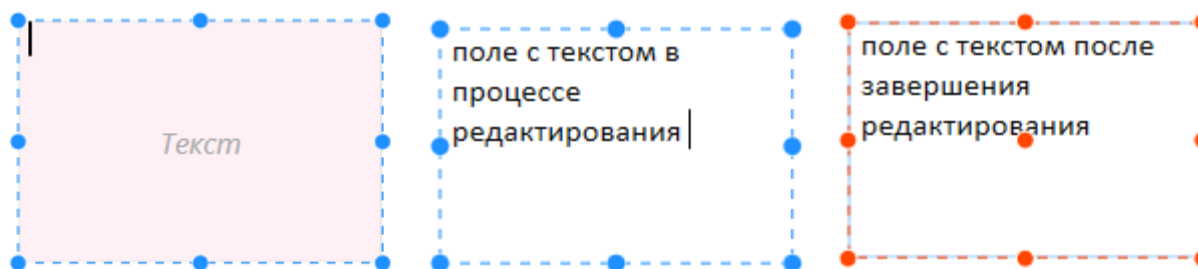 Текст
поле с текстом в
процессе
редактирования
поле с текстом после
завершения
редактирования